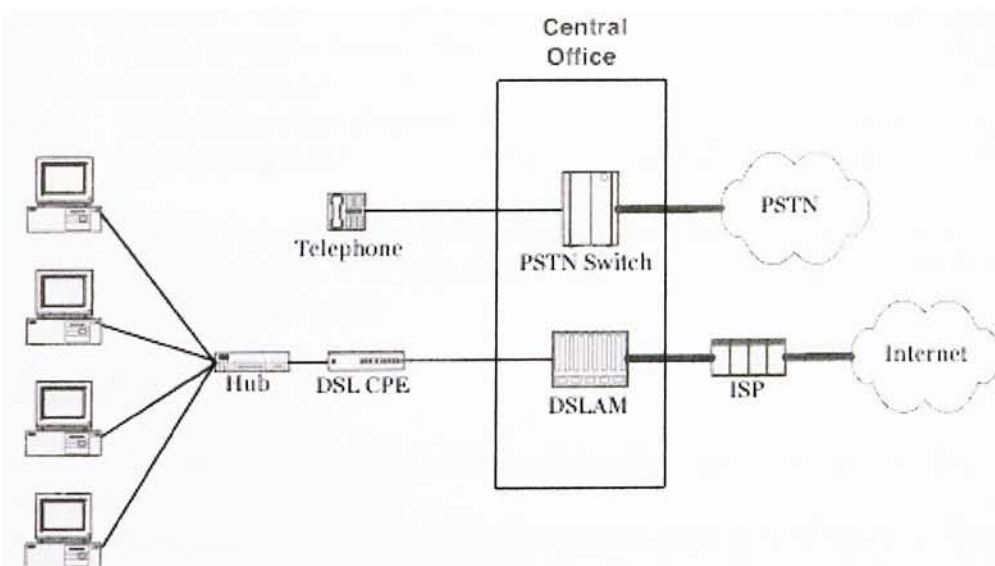 Central
Office
PSTN
Telephone
PSTN Switch
Internet
Hub
DSL CPE
DSLAM
ISP